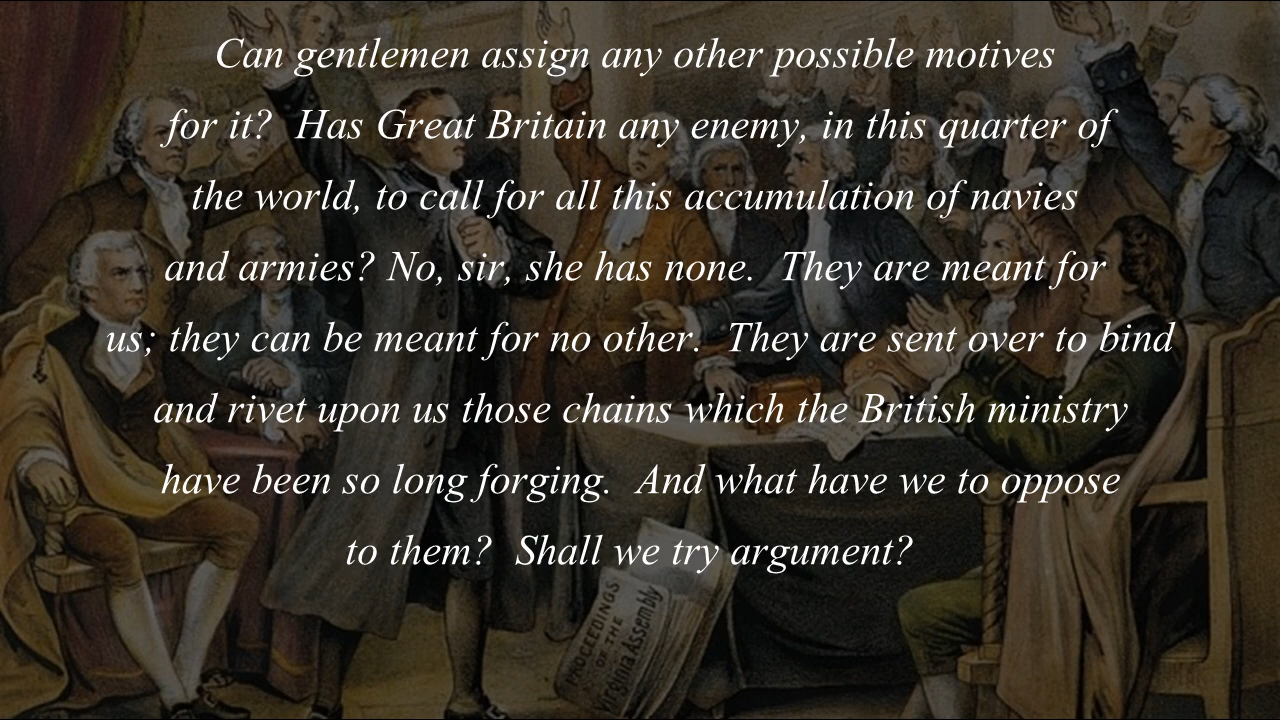 Can gentlemen assign any other possible motives
for it?  Has Great Britain any enemy, in this quarter of
the world, to call for all this accumulation of navies
and armies? No, sir, she has none.  They are meant for
us; they can be meant for no other.  They are sent over to bind
and rivet upon us those chains which the British ministry
have been so long forging.  And what have we to oppose
to them?  Shall we try argument?
PROCEEDINGS
OF THE
Virginia Assembly